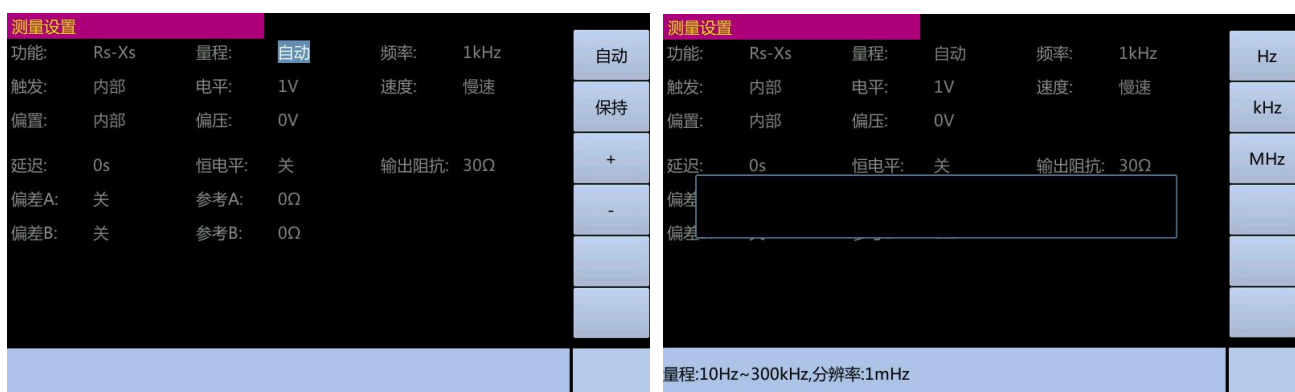 测量设置
功能: Rs-Xs 量程: 自动 频率: 1kHz
触发: 内部 电平: 1V 速度: 慢速
偏置: 内部 偏压: 0V
延迟: 0s 恒电平: 关 输出阻抗: 30Ω
偏差A: 关 参考A: 0Ω
偏差B: 关 参考B: 0Ω
自动
保持
+
-
测量设置
功能: Rs-Xs 量程: 自动 频率: 1kHz
触发: 内部 电平: 1V 速度: 慢速
偏置: 内部 偏压: 0V
延迟: 0s 恒电平: 关 输出阻抗: 30Ω
偏差
偏差
Hz
kHz
MHz
量程:10Hz~300kHz,分辨率:1mHz